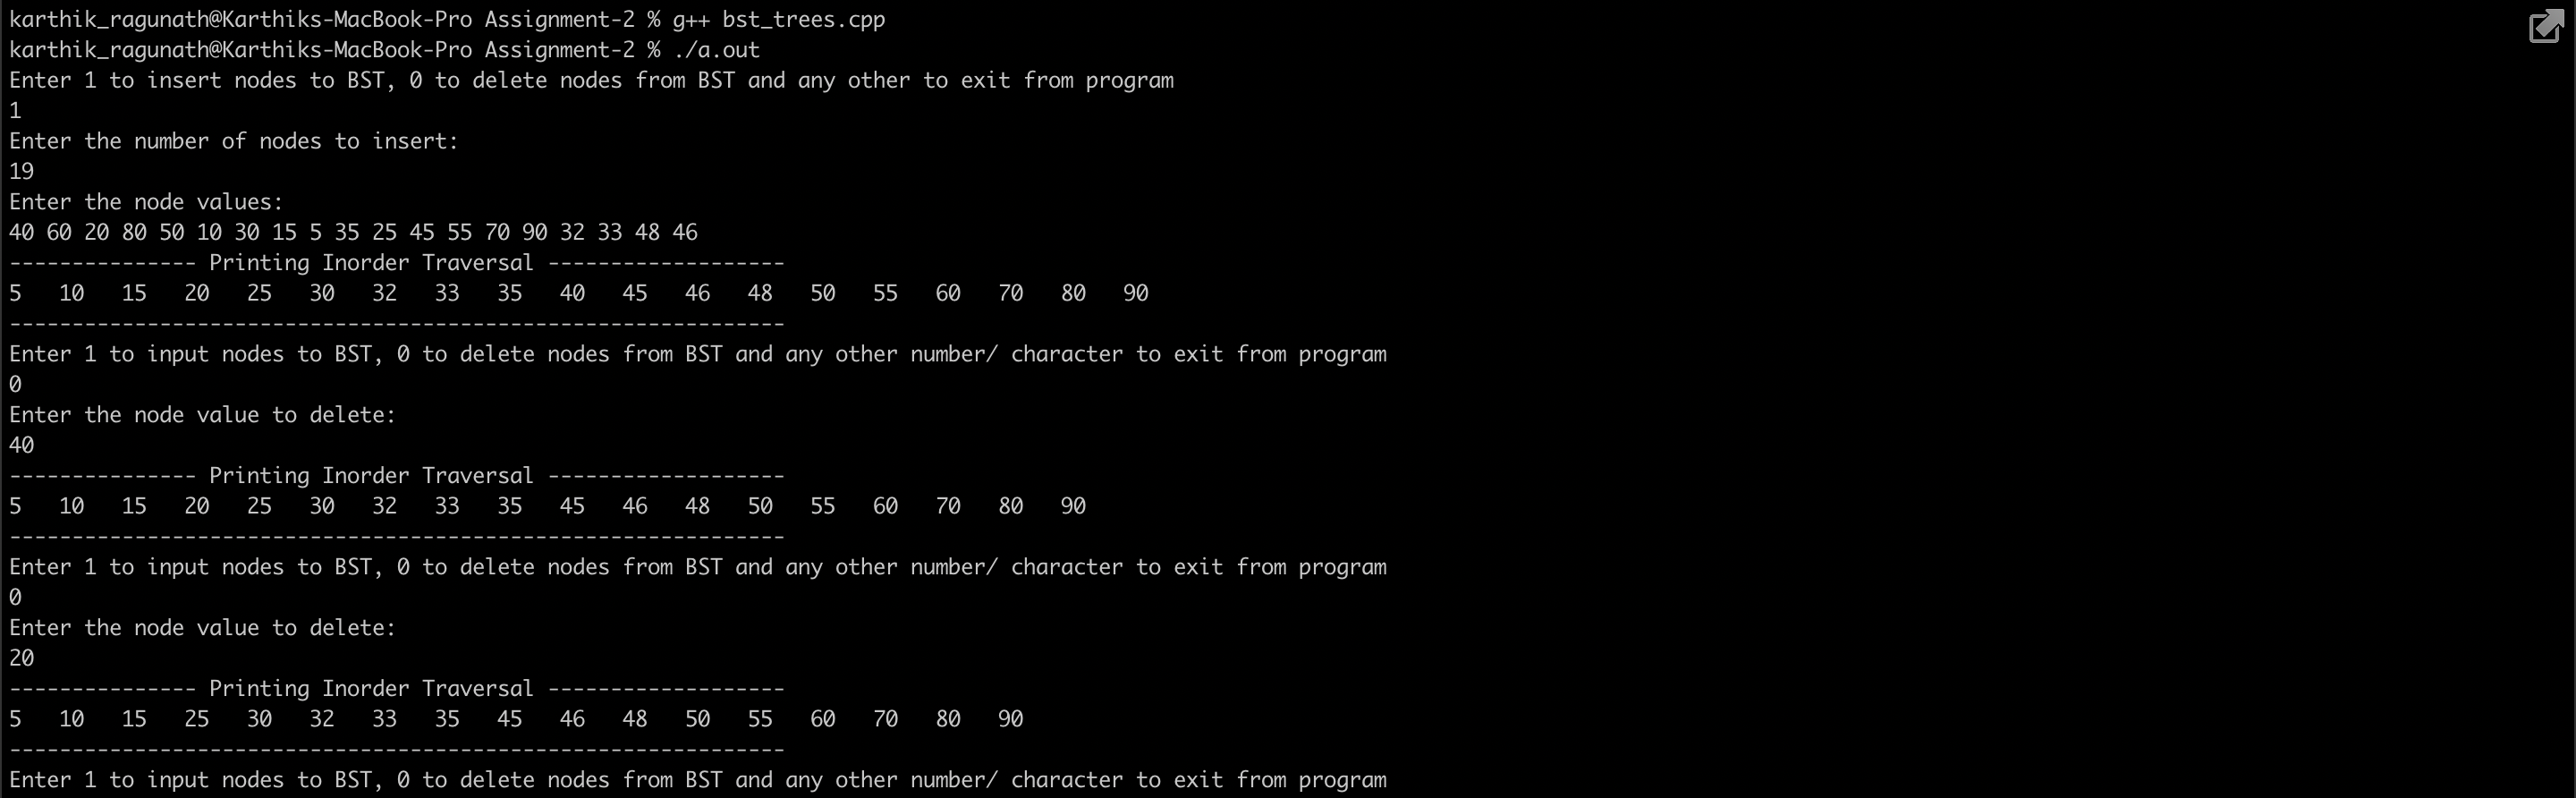 karthik_ragunath@Karthiks-MacBook-Pro Assignment-2 % g++ bst_trees.cpp
karthik_ragunath@Karthiks-MacBook-Pro Assignment-2 % ./a.out
Enter 1 to insert nodes to BST, 0 to delete nodes from BST and any other to exit from program
1
Enter the number of nodes to insert:
19
Enter the node values:
40 60 20 80 50 10 30 15 5 35 25 45 55 70 90 32 33 48 46
--------------- Printing Inorder Traversal -------------------
5   10   15   20   25   30   32   33   35   40   45   46   48   50   55   60   70   80   90
--------------------------------------------------------------
Enter 1 to input nodes to BST, 0 to delete nodes from BST and any other number/ character to exit from program
0
Enter the node value to delete:
40
--------------- Printing Inorder Traversal -------------------
5   10   15   20   25   30   32   33   35   45   46   48   50   55   60   70   80   90
--------------------------------------------------------------
Enter 1 to input nodes to BST, 0 to delete nodes from BST and any other number/ character to exit from program
0
Enter the node value to delete:
20
--------------- Printing Inorder Traversal -------------------
5   10   15   25   30   32   33   35   45   46   48   50   55   60   70   80   90
--------------------------------------------------------------
Enter 1 to input nodes to BST, 0 to delete nodes from BST and any other number/ character to exit from program